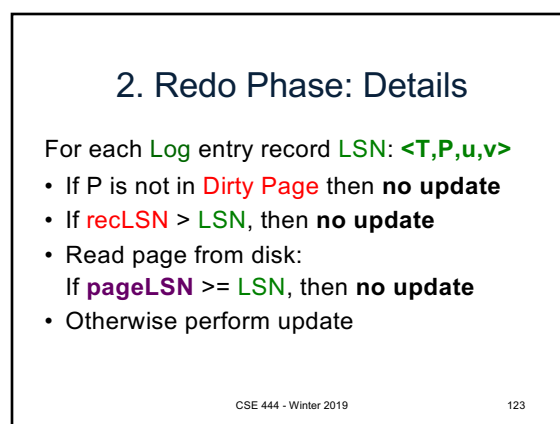 2. Redo Phase: Details
For each Log entry record LSN: <T,P,u,v>
• If P is not in Dirty Page then no update
• If recLSN > LSN, then no update
• Read page from disk:
If pageLSN >= LSN, then no update
• Otherwise perform update
CSE 444 - Winter 2019
123